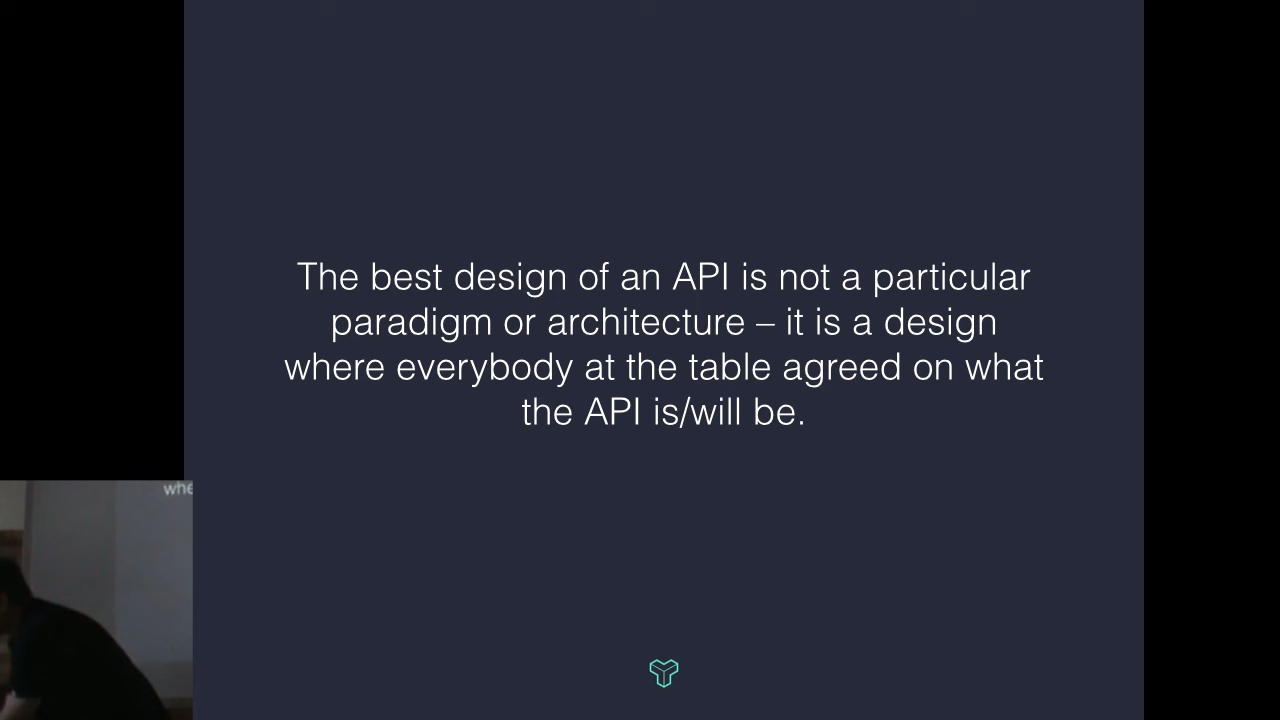 The best design of an API is not a particular
paradigm or architecture – it is a design
where everybody at the table agreed on what
the API is/will be.
whe